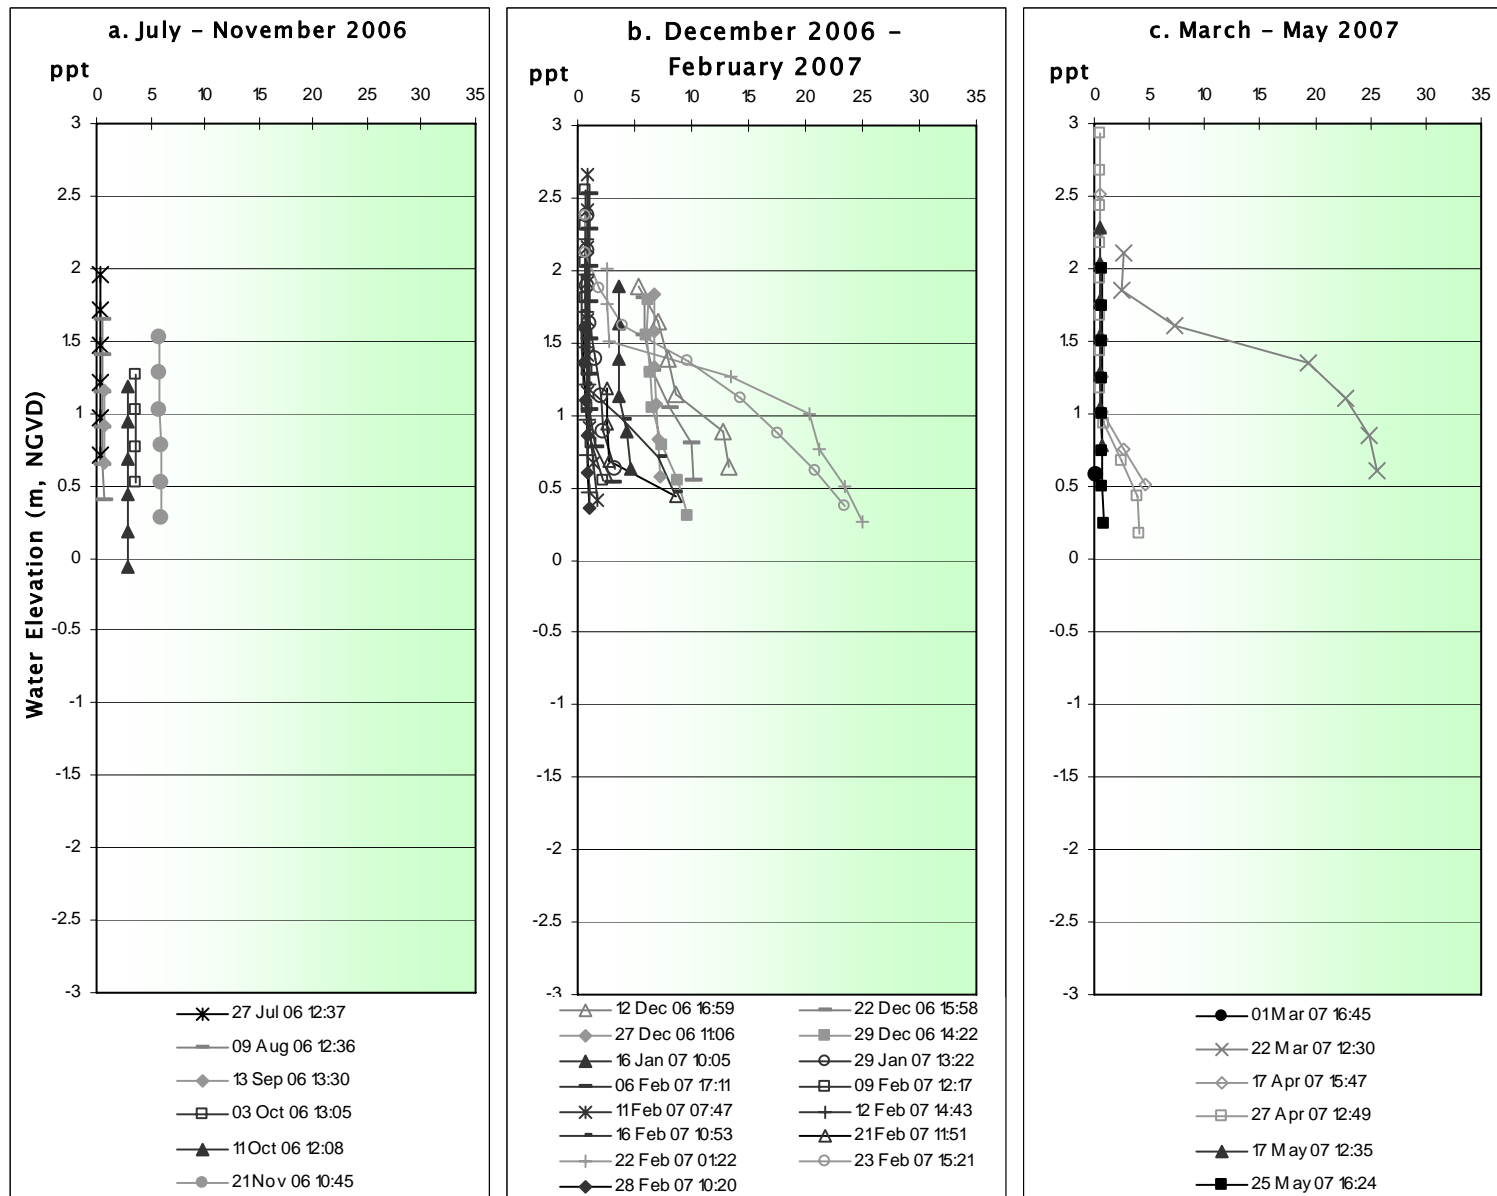 a. July - November 2006
ppt
0 5 10 15 20 25 30 35
3
2.5
2
1.5
1
0.5
0
-0.5
-1
-1.5
-2
-2.5
-3
Water Elevation (m, NGVD)
27 Jul 06 12:37
09 Aug 06 12:36
13 Sep 06 13:30
03 Oct 06 13:05
11 Oct 06 12:08
21 Nov 06 10:45
b. December 2006 -
February 2007
ppt
0 5 10 15 20 25 30 35
3
2.5
2
1.5
1
0.5
0
-0.5
-1
-1.5
-2
-2.5
-3
12 Dec 06 16:59 22 Dec 06 15:58
27 Dec 06 11:06 29 Dec 06 14:22
16 Jan 07 10:05 29 Jan 07 13:22
06 Feb 07 17:11 09 Feb 07 12:17
11 Feb 07 07:47 12 Feb 07 14:43
16 Feb 07 10:53 21 Feb 07 11:51
22 Feb 07 01:22 23 Feb 07 15:21
28 Feb 07 10:20
c. March - May 2007
ppt
0 5 10 15 20 25 30 35
3
2.5
2
1.5
1
0.5
0
-0.5
-1
-1.5
-2
-2.5
-3
01 Mar 07 16:45
22 Mar 07 12:30
17 Apr 07 15:47
27 Apr 07 12:49
17 May 07 12:35
25 May 07 16:24